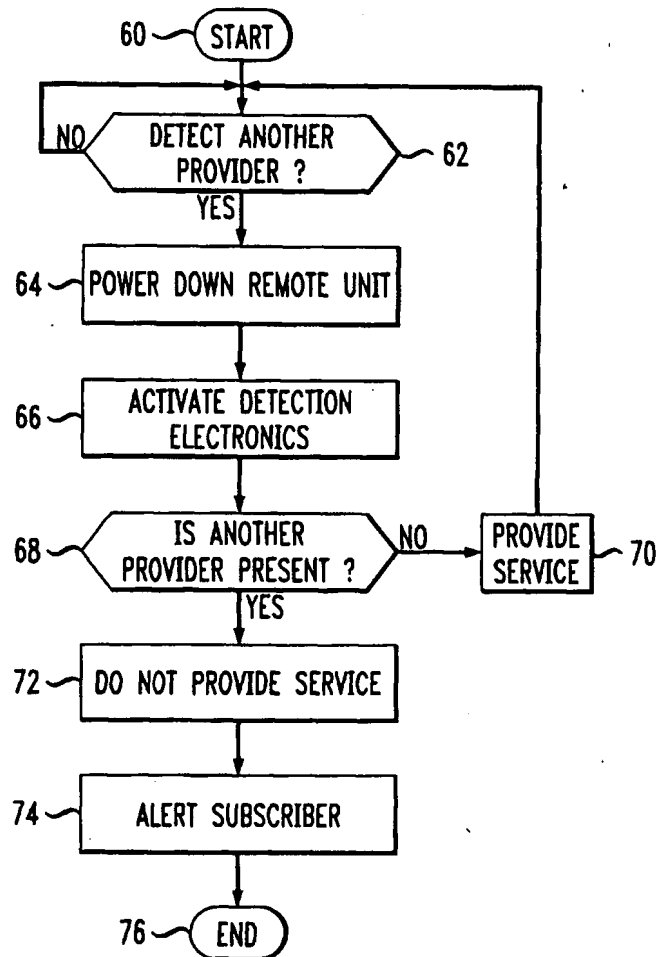 60 START
NO DETECT ANOTHER
PROVIDER ? 62
YES
64 POWER DOWN REMOTE UNIT
66 ACTIVATE DETECTION
ELECTRONICS
68 IS ANOTHER
PROVIDER PRESENT ?
NO
PROVIDE
SERVICE 70
YES
72 DO NOT PROVIDE SERVICE
74 ALERT SUBSCRIBER
76 END